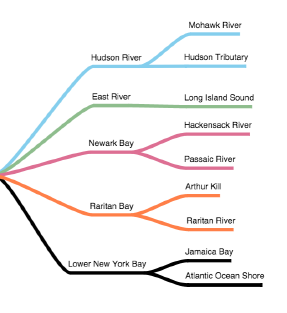 Mohawk River
Hudson River
Hudson Tributary
East River
Long Island Sound
Hackensack River
Newark Bay
Passaic River
Arthur Kill
Raritan Bay
Raritan River
Jamaica Bay
Lower New York Bay
Atlantic Ocean Shore